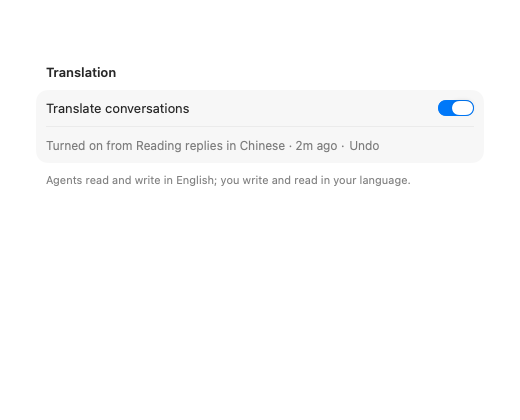 Translation
Translate conversations
Turned on from Reading replies in Chinese · 2m ago · Undo
Agents read and write in English; you write and read in your language.